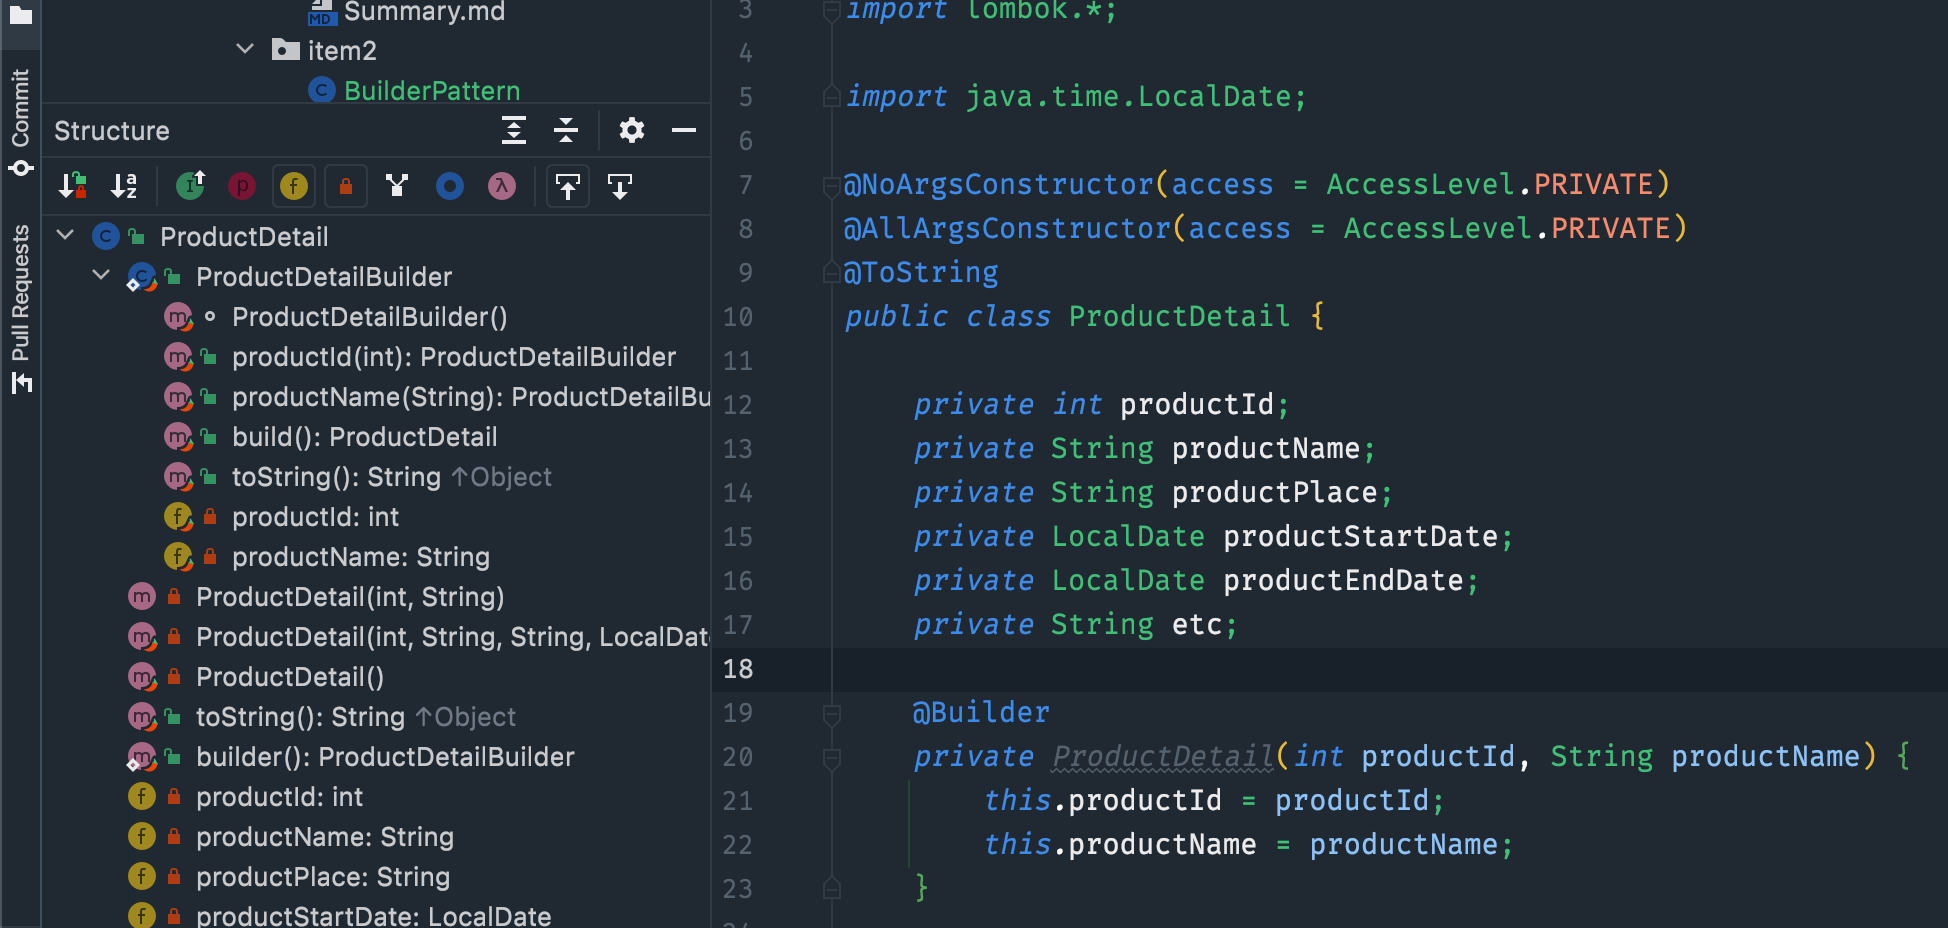 Commit
Pull Requests
MD Summary.md
item2
C BuilderPattern
Structure
a
z
I
p
f
λ
C ProductDetail
C ProductDetailBuilder
m ProductDetailBuilder()
m productId(int): ProductDetailBuilder
m productName(String): ProductDetailBu
m build(): ProductDetail
m toString(): String ↑Object
f productId: int
f productName: String
m ProductDetail(int, String)
m ProductDetail(int, String, String, LocalDat
m ProductDetail()
m toString(): String ↑Object
m builder(): ProductDetailBuilder
f productId: int
f productName: String
f productPlace: String
f productStartDate: LocalDate
3 import lombok.*;
4
5 import java.time.LocalDate;
6
7 @NoArgsConstructor(access = AccessLevel.PRIVATE)
8 @AllArgsConstructor(access = AccessLevel.PRIVATE)
9 @ToString
10 public class ProductDetail {
11
12 private int productId;
13 private String productName;
14 private String productPlace;
15 private LocalDate productStartDate;
16 private LocalDate productEndDate;
17 private String etc;
18
19 @Builder
20 private ProductDetail(int productId, String productName) {
21 this.productId = productId;
22 this.productName = productName;
23 }